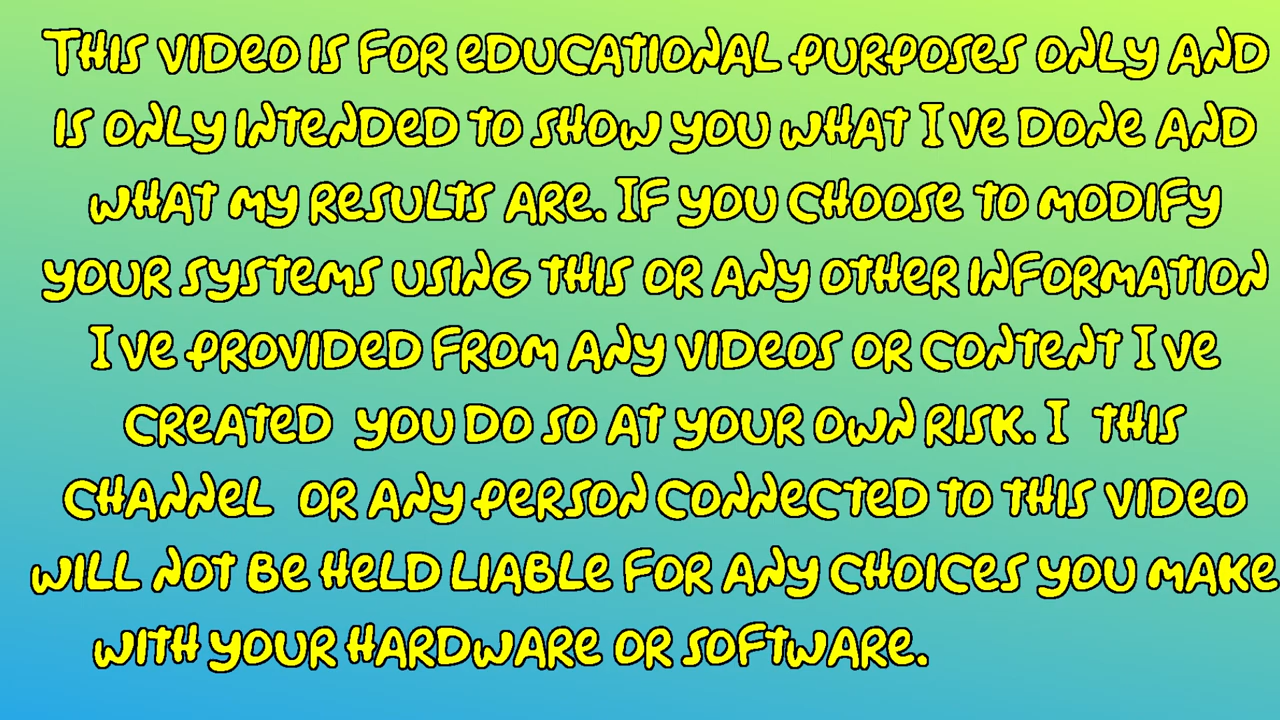 This video is for educational purposes only and
is only intended to show you what I ve done and
what my results are. If you choose to modify
your systems using this or any other information
I ve provided from any videos or content I ve
created you do so at your own risk. I this
channel or any person connected to this video
will not be held liable for any choices you make
with your hardware or software.